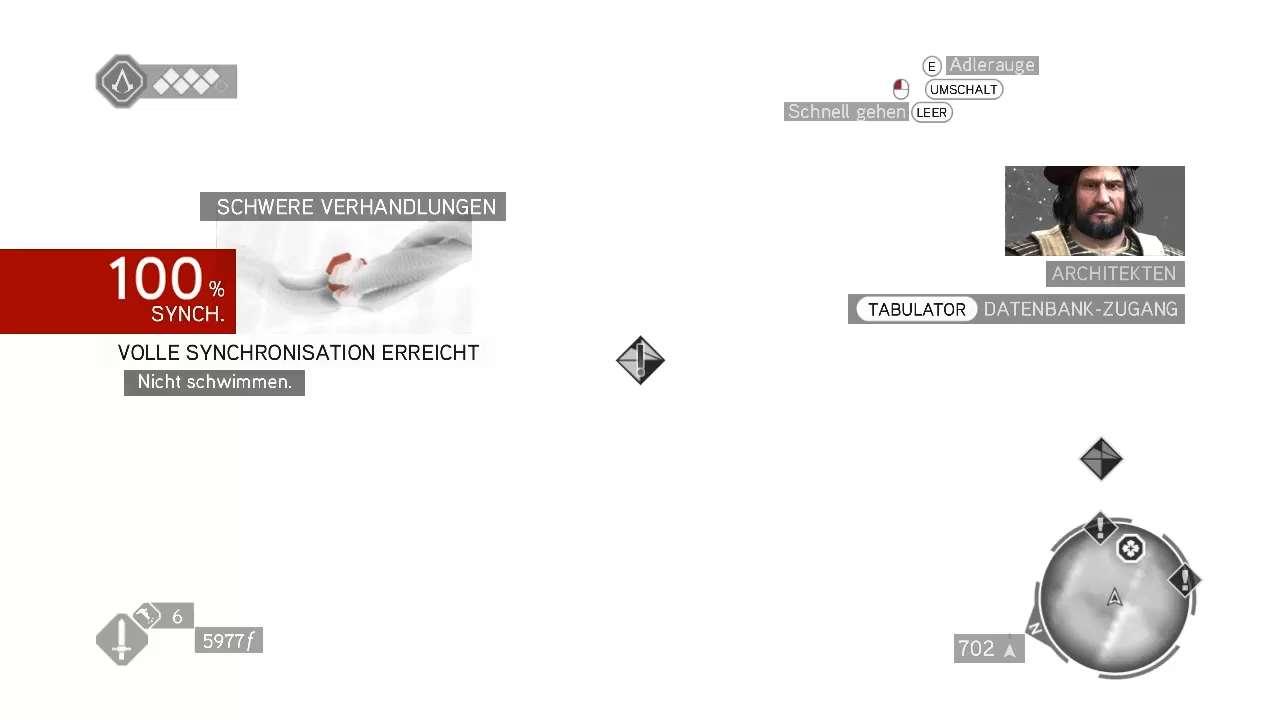 E Adlerauge
UMSCHALT
Schnell gehen LEER
SCHWERE VERHANDLUNGEN
100 %
SYNCH.
VOLLE SYNCHRONISATION ERREICHT
Nicht schwimmen.
ARCHITEKTEN
TABULATOR DATENBANK-ZUGANG
6
5977 f
N
702